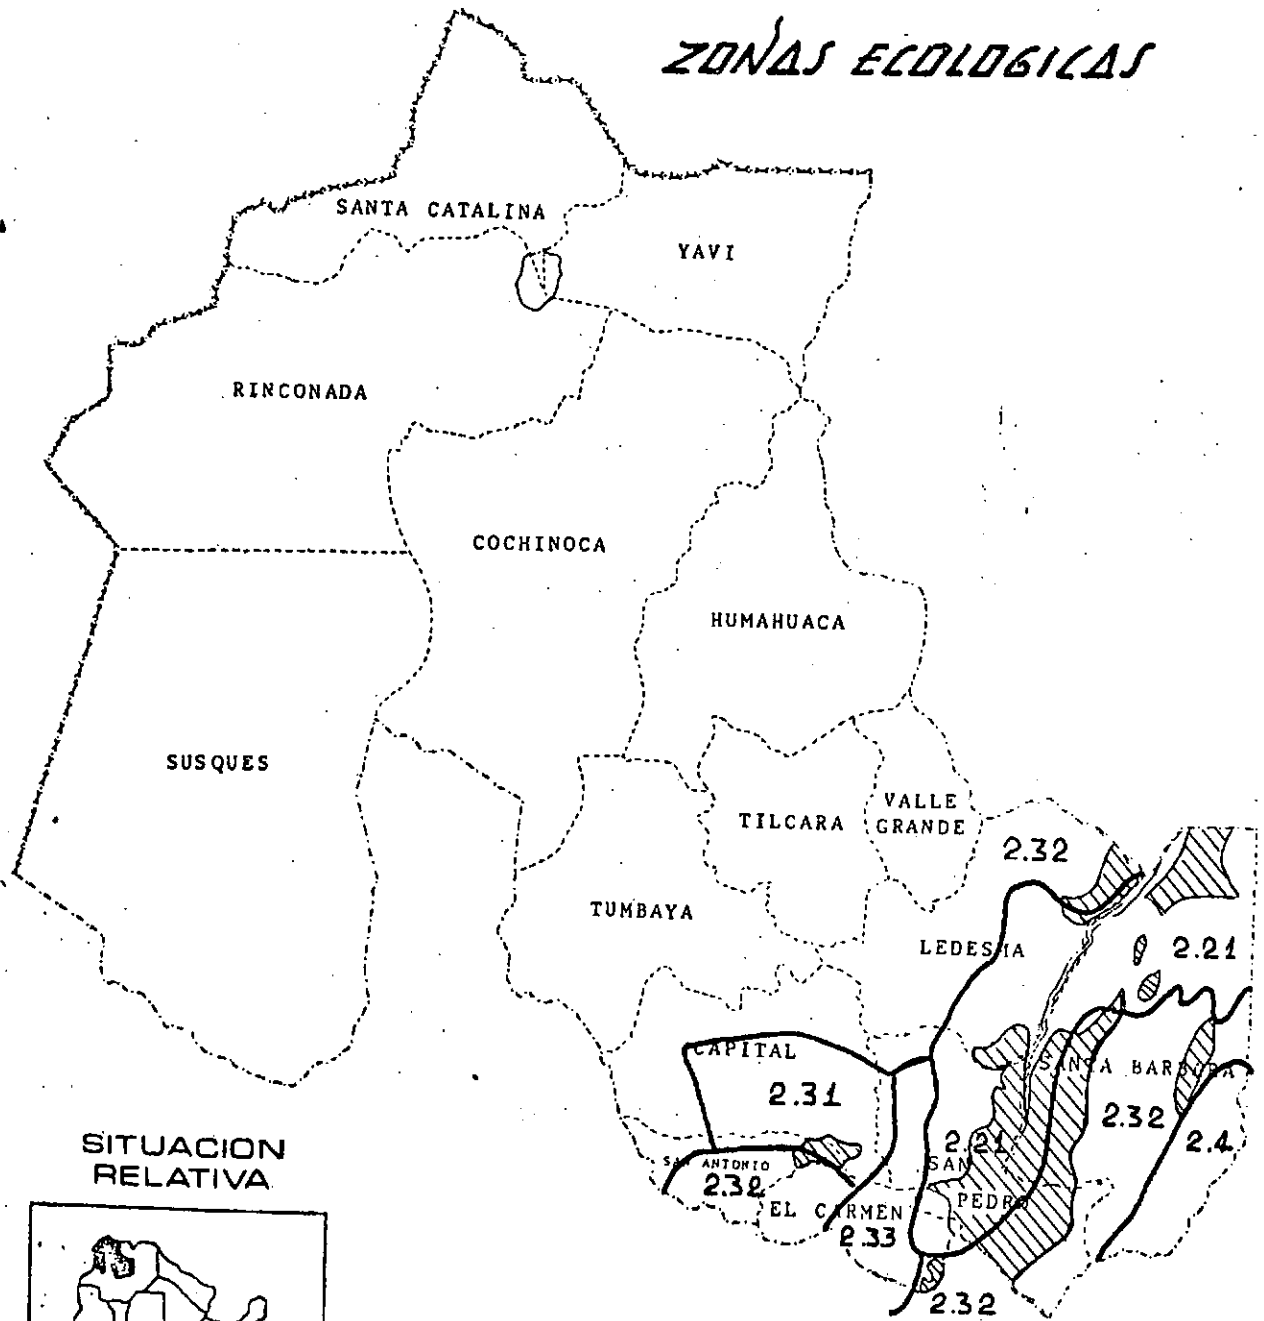 ZONAS ECOLOGICAS
SANTA CATALINA
YAVI
RINCONADA
COCHINOCA
HUMAHUACA
SUSQUES
TILCARA
VALLE
GRANDE
2.32
TUMBAYA
LEDESMA
2.21
CAPITAL
SANTA BARBARA
2.31
2.32
2.21
2.4
SAN ANTONIO
SAN
2.32
PEDRO
EL CARMEN
2.33
2.32
SITUACION
RELATIVA